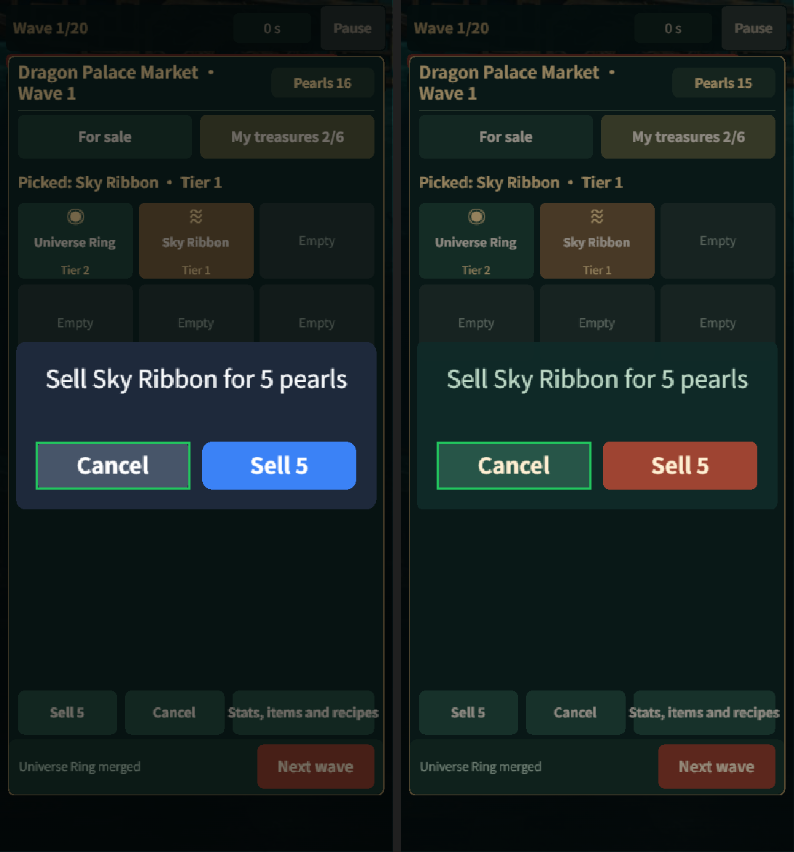 Wave 1/20
0 s
Pause
Dragon Palace Market •
Wave 1
Pearls 16
For sale
My treasures 2/6
Picked: Sky Ribbon • Tier 1
Universe Ring
Tier 2
Sky Ribbon
Tier 1
Empty
Empty
Empty
Empty
Sell Sky Ribbon for 5 pearls
Cancel
Sell 5
Sell 5
Cancel
Stats, items and recipes
Universe Ring merged
Next wave
Wave 1/20
0 s
Pause
Dragon Palace Market •
Wave 1
Pearls 15
For sale
My treasures 2/6
Picked: Sky Ribbon • Tier 1
Universe Ring
Tier 2
Sky Ribbon
Tier 1
Empty
Empty
Empty
Empty
Sell Sky Ribbon for 5 pearls
Cancel
Sell 5
Sell 5
Cancel
Stats, items and recipes
Universe Ring merged
Next wave